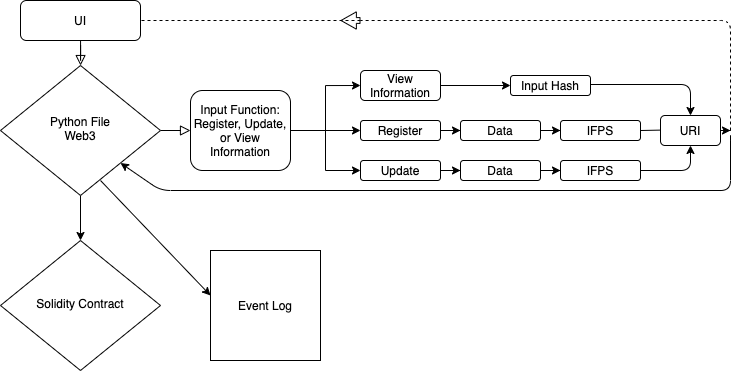 UI
Python File
Web3
Input Function:
Register, Update,
or View
Information
View
Information
Input Hash
Register
Data
IFPS
URI
Update
Data
IFPS
Solidity Contract
Event Log